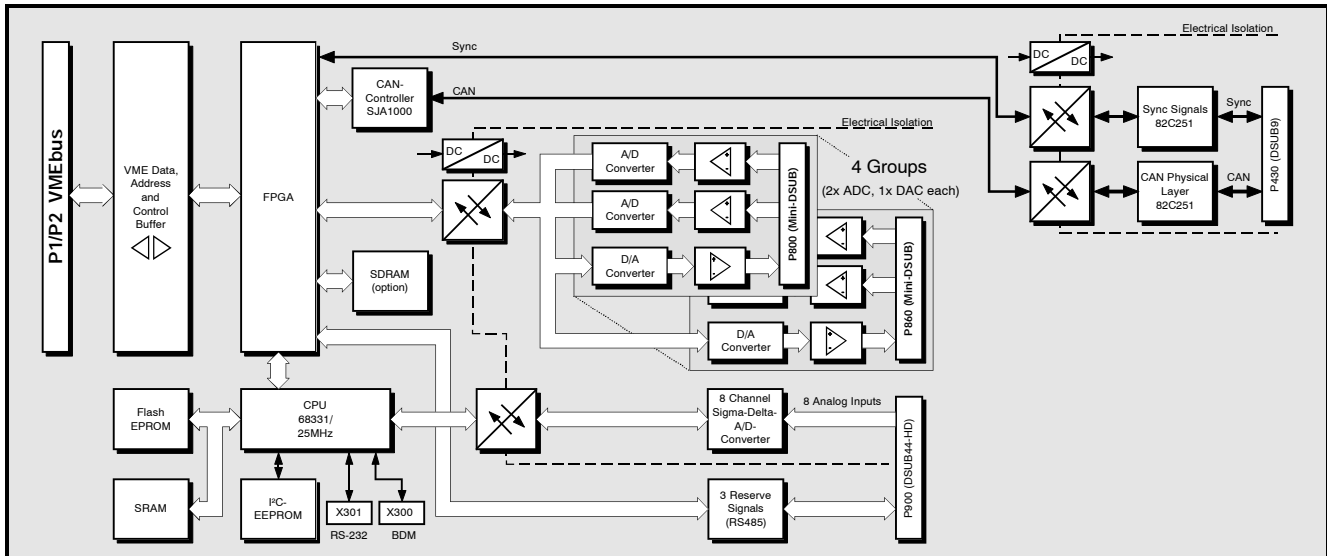 P1/P2 VMEbus
VME Data,
Address
and
Control
Buffer
FPGA
Sync
CAN-
Controller
SJA1000
CAN
DC
DC
Electrical Isolation
A/D
Converter
A/D
Converter
D/A
Converter
P800 (Mini-DSUB)
4 Groups
(2x ADC, 1x DAC each)
D/A
Converter
P860 (Mini-DSUB)
SDRAM
(option)
Electrical Isolation
DC
DC
Sync Signals
82C251
Sync
CAN Physical
Layer
82C251
CAN
P430 (DSUB9)
Flash
EPROM
CPU
68331/
25MHz
8 Channel
Sigma-Delta-
A/D-
Converter
8 Analog Inputs
P900 (DSUB44-HD)
SRAM
I²C-
EEPROM
X301
RS-232
X300
BDM
3 Reserve
Signals
(RS485)